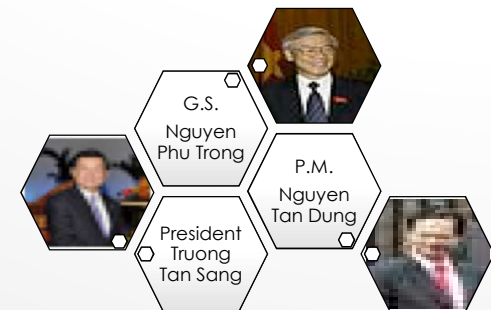 G.S.
Nguyen
Phu Trong
P.M.
Nguyen
Tan Dung
President
Truong
Tan Sang